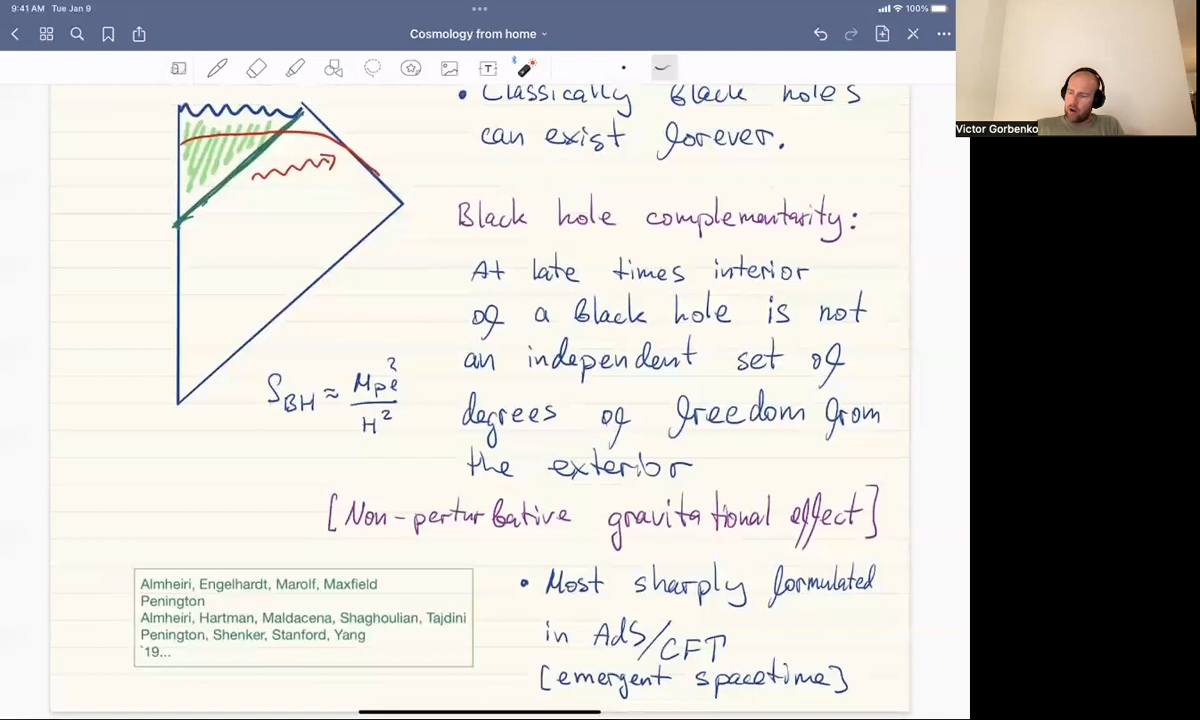 9:41 AM Tue Jan 9
100%
Cosmology from home
Victor Gorbenko
• Classically Black holes
can exist forever.
Black hole complementarity:
At late times interior
of a Black hole is not
an independent set of
degrees of freedom from
the exterior
S_BH ≈ Mpl² / H²
[Non-perturbative gravitational effect]
• Most sharply formulated
in AdS/CFT
[emergent spacetime]
Almheiri, Engelhardt, Marolf, Maxfield
Penington
Almheiri, Hartman, Maldacena, Shaghoulian, Tajdini
Penington, Shenker, Stanford, Yang
`19...